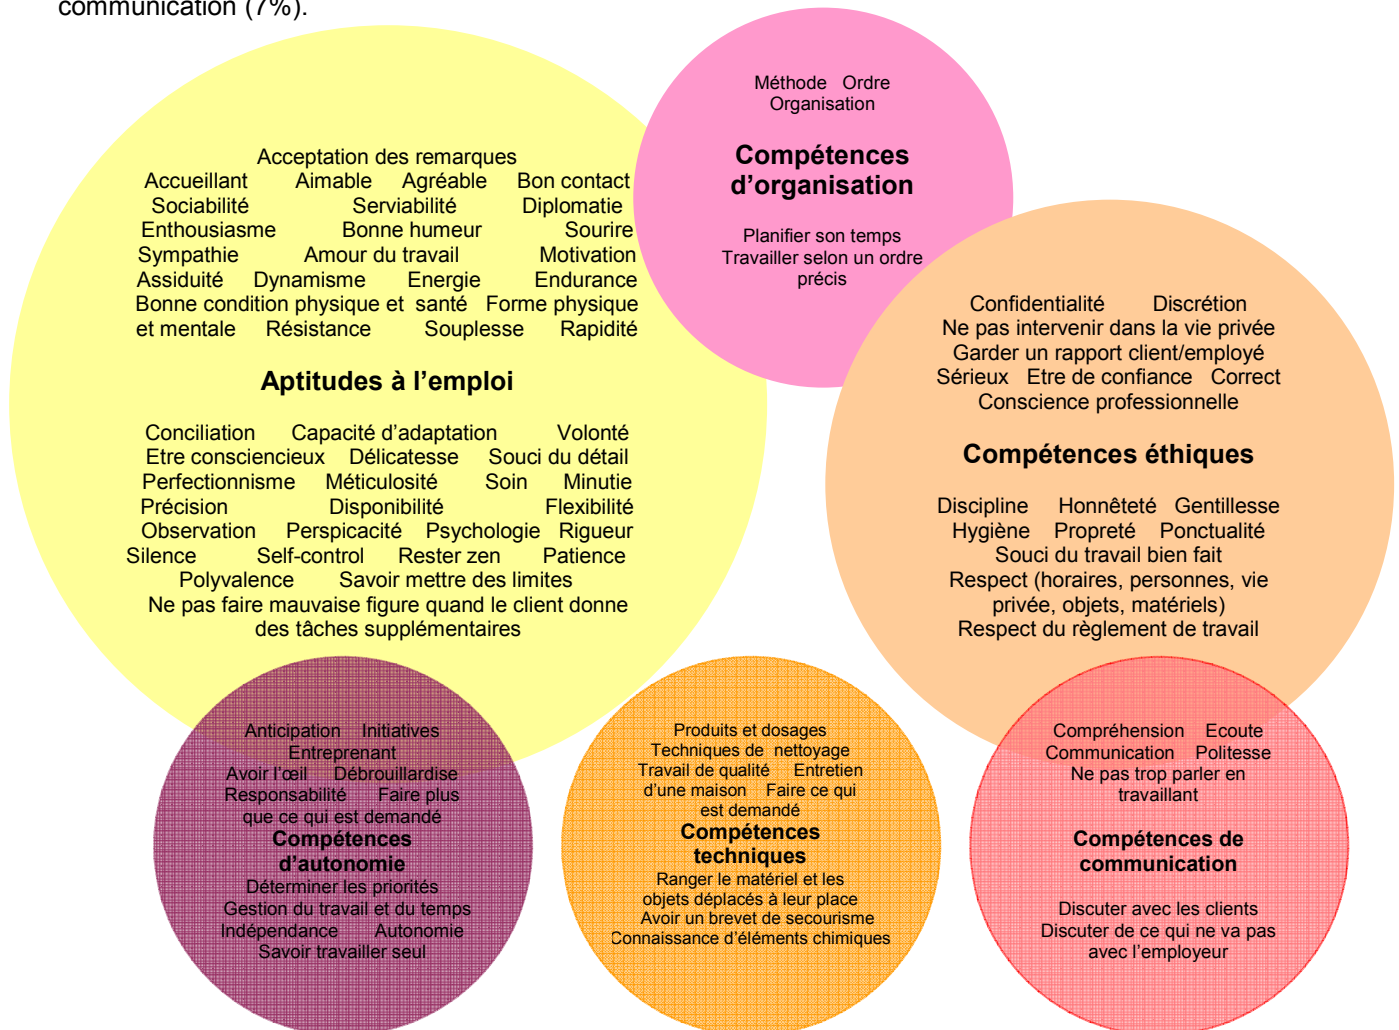 communication (7%).
Méthode Ordre
Organisation
Compétences
d'organisation
Planifier son temps
Travailler selon un ordre
précis
Acceptation des remarques
Accueillant Aimable Agréable Bon contact
Sociabilité Serviabilité Diplomatie
Enthousiasme Bonne humeur Sourire
Sympathie Amour du travail Motivation
Assiduité Dynamisme Energie Endurance
Bonne condition physique et santé Forme physique
et mentale Résistance Souplesse Rapidité
Aptitudes à l'emploi
Conciliation Capacité d'adaptation Volonté
Etre consciencieux Délicatesse Souci du détail
Perfectionnisme Méticulosité Soin Minutie
Précision Disponibilité Flexibilité
Observation Perspicacité Psychologie Rigueur
Silence Self-control Rester zen Patience
Polyvalence Savoir mettre des limites
Ne pas faire mauvaise figure quand le client donne
des tâches supplémentaires
Confidentialité Discrétion
Ne pas intervenir dans la vie privée
Garder un rapport client/employé
Sérieux Etre de confiance Correct
Conscience professionnelle
Compétences éthiques
Discipline Honnêteté Gentillesse
Hygiène Propreté Ponctualité
Souci du travail bien fait
Respect (horaires, personnes, vie
privée, objets, matériels)
Respect du règlement de travail
Anticipation Initiatives
Entreprenant
Avoir l'œil Débrouillardise
Responsabilité Faire plus
que ce qui est demandé
Compétences
d'autonomie
Déterminer les priorités
Gestion du travail et du temps
Indépendance Autonomie
Savoir travailler seul
Produits et dosages
Techniques de nettoyage
Travail de qualité Entretien
d'une maison Faire ce qui
est demandé
Compétences
techniques
Ranger le matériel et les
objets déplacés à leur place
Avoir un brevet de secourisme
Connaissance d'éléments chimiques
Compréhension Ecoute
Communication Politesse
Ne pas trop parler en
travaillant
Compétences de
communication
Discuter avec les clients
Discuter de ce qui ne va pas
avec l'employeur